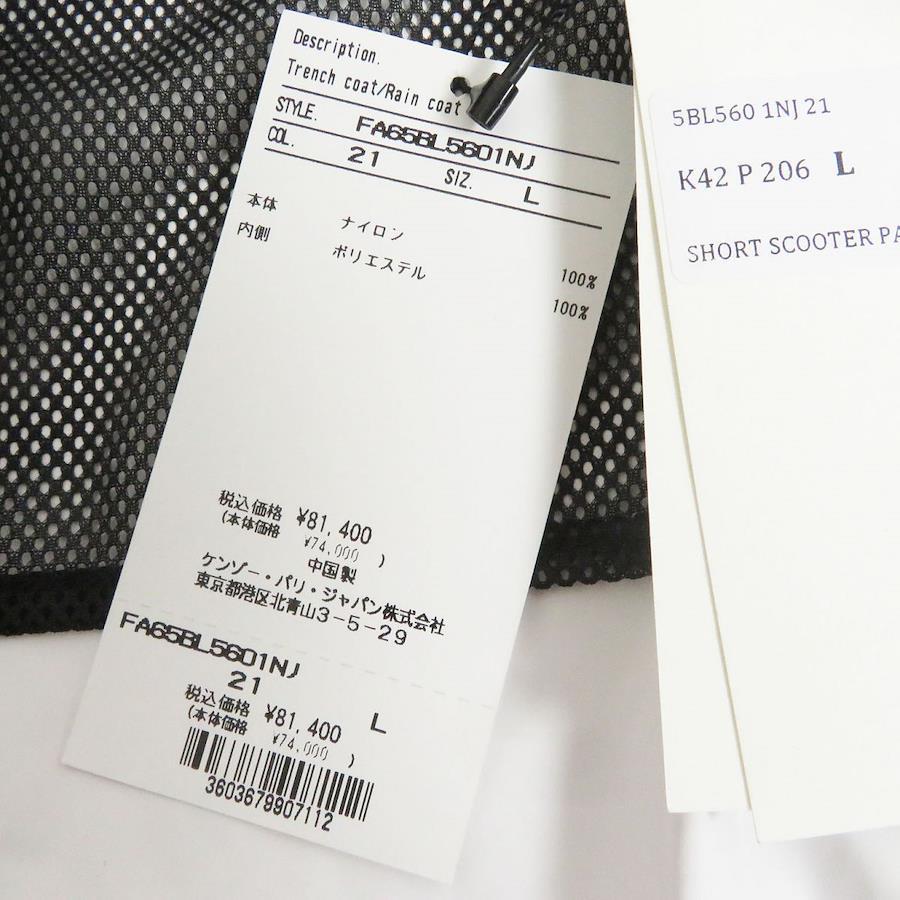 Description.
Trench coat/Rain coat
STYLE. FA65BL5601NJ
COL. 21 SIZ. L
本体 ナイロン 100%
内側 ポリエステル 100%
税込価格 ¥81,400
(本体価格 ¥74,000 )
中国製
ケンゾー・パリ・ジャパン株式会社
東京都港区北青山3-5-29
FA65BL5601NJ
21 L
税込価格 ¥81,400
(本体価格 ¥74,000 )
3603679907112
5BL560 1NJ 21
K42 P 206 L
SHORT SCOOTER PA